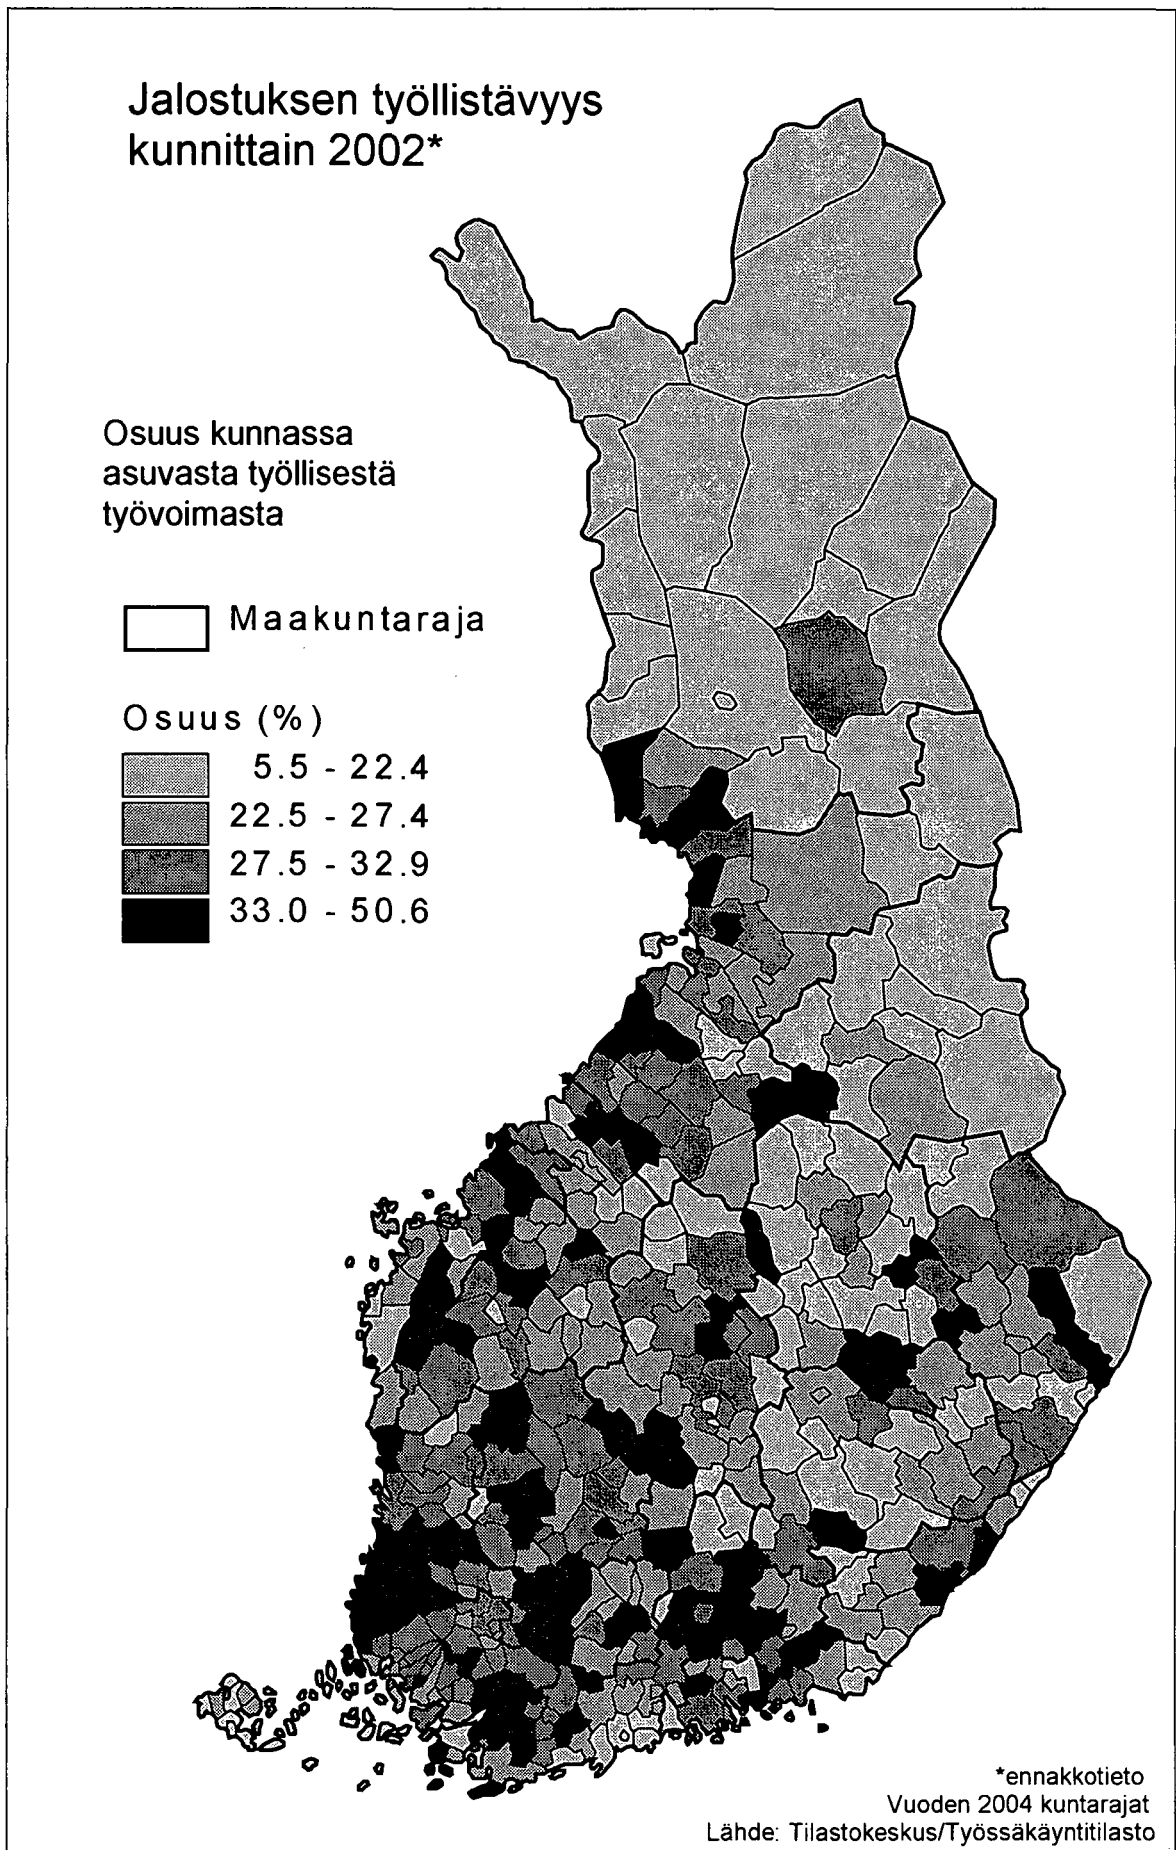 Jalostuksen työllistävyys
kunnittain 2002*
Osuus kunnassa
asuvasta työllisestä
työvoimasta
Maakuntaraja
Osuus (%)
5.5 - 22.4
22.5 - 27.4
27.5 - 32.9
33.0 - 50.6
*ennakkotieto
Vuoden 2004 kuntarajat
Lähde: Tilastokeskus/Työssäkäyntitilasto